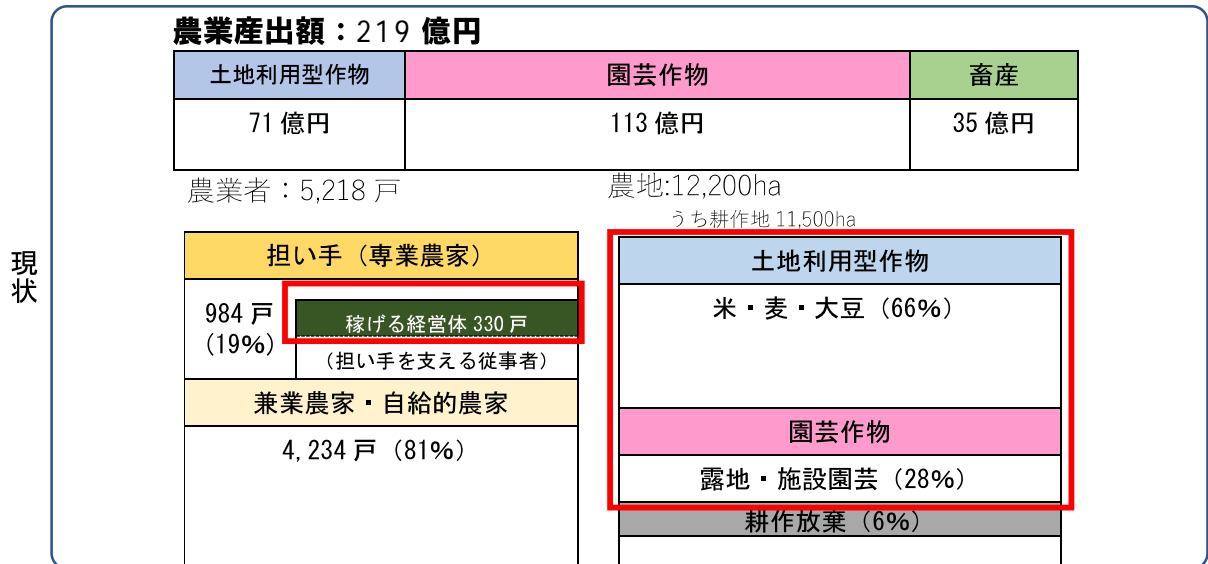 農業産出額：219 億円
土地利用型作物
園芸作物
畜産
71 億円
113 億円
35 億円
農業者：5,218 戸
農地:12,200ha
うち耕作地 11,500ha
現状
担い手（専業農家）
984 戸
（19%）
稼げる経営体 330 戸
（担い手を支える従事者）
兼業農家・自給的農家
4,234 戸（81%）
土地利用型作物
米・麦・大豆（66%）
園芸作物
露地・施設園芸（28%）
耕作放棄（6%）